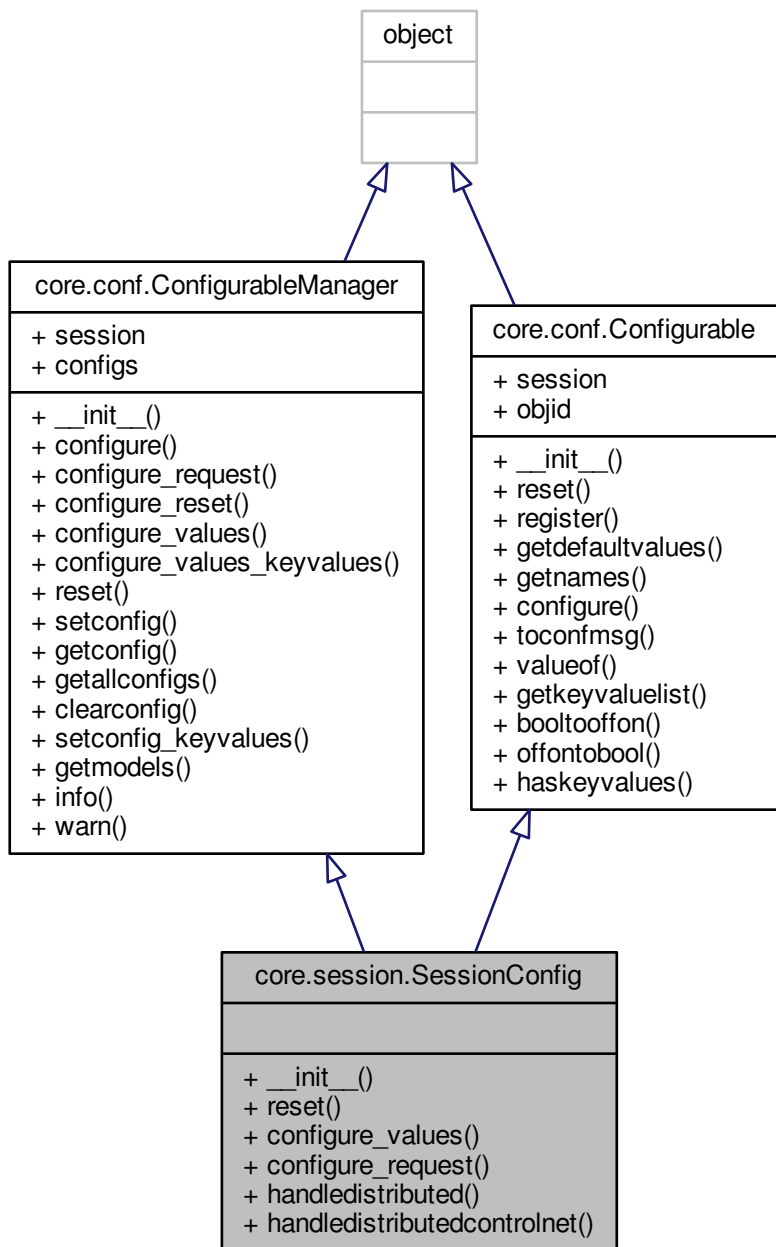 object
core.conf.ConfigurableManager
+ session
+ configs
+ __init__()
+ configure()
+ configure_request()
+ configure_reset()
+ configure_values()
+ configure_values_keyvalues()
+ reset()
+ setconfig()
+ getconfig()
+ getallconfigs()
+ clearconfig()
+ setconfig_keyvalues()
+ getmodels()
+ info()
+ warn()
core.conf.Configurable
+ session
+ objid
+ __init__()
+ reset()
+ register()
+ getdefaultvalues()
+ getnames()
+ configure()
+ toconfmsg()
+ valueof()
+ getkeyvaluelist()
+ booltooffon()
+ offontobool()
+ haskeyvalues()
core.session.SessionConfig
+ __init__()
+ reset()
+ configure_values()
+ configure_request()
+ handledistributed()
+ handledistributedcontrolnet()